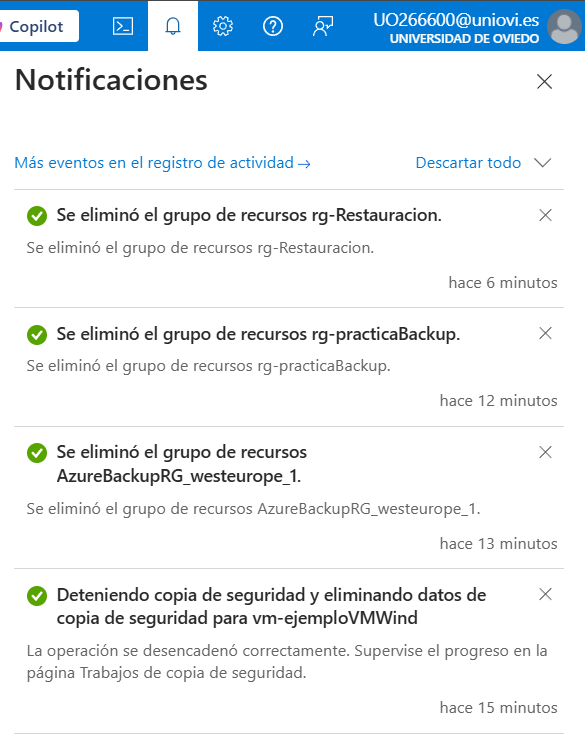 Copilot
UO266600@uniovi.es
UNIVERSIDAD DE OVIEDO
Notificaciones
Más eventos en el registro de actividad →
Descartar todo
Se eliminó el grupo de recursos rg-Restauracion.
Se eliminó el grupo de recursos rg-Restauracion.
hace 6 minutos
Se eliminó el grupo de recursos rg-practicaBackup.
Se eliminó el grupo de recursos rg-practicaBackup.
hace 12 minutos
Se eliminó el grupo de recursos
AzureBackupRG_westeurope_1.
Se eliminó el grupo de recursos AzureBackupRG_westeurope_1.
hace 13 minutos
Deteniendo copia de seguridad y eliminando datos de
copia de seguridad para vm-ejemploVMWind
La operación se desencadenó correctamente. Supervise el progreso en la
página Trabajos de copia de seguridad.
hace 15 minutos